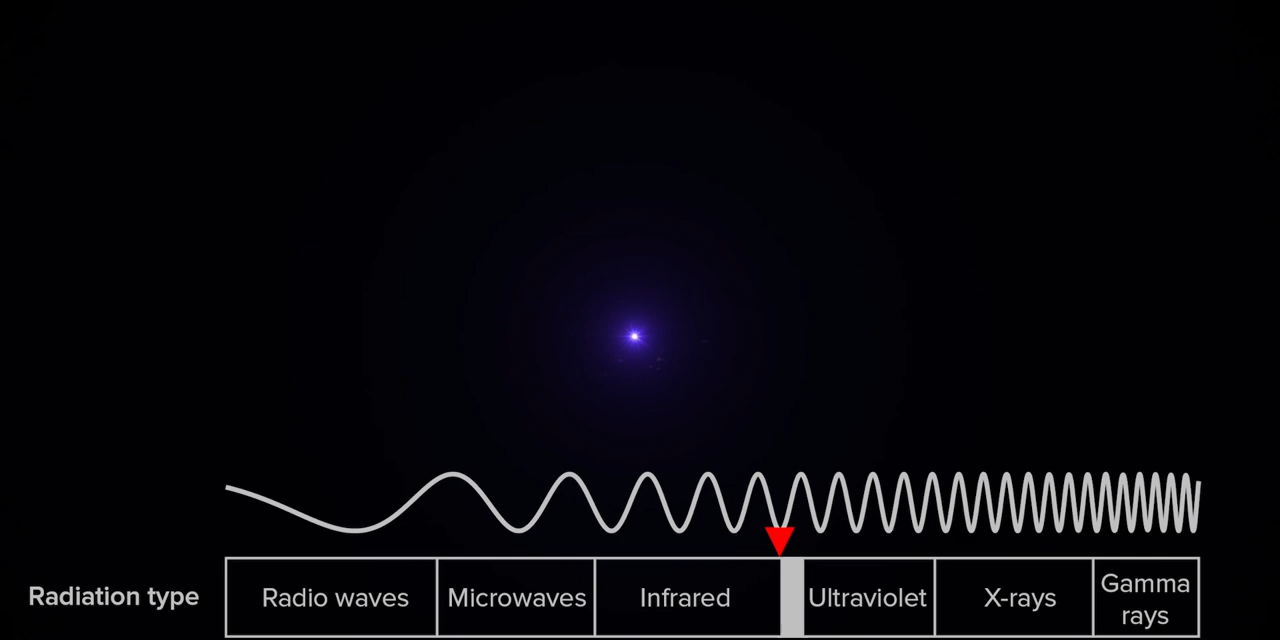 Radiation type
Radio waves
Microwaves
Infrared
Ultraviolet
X-rays
Gamma
rays